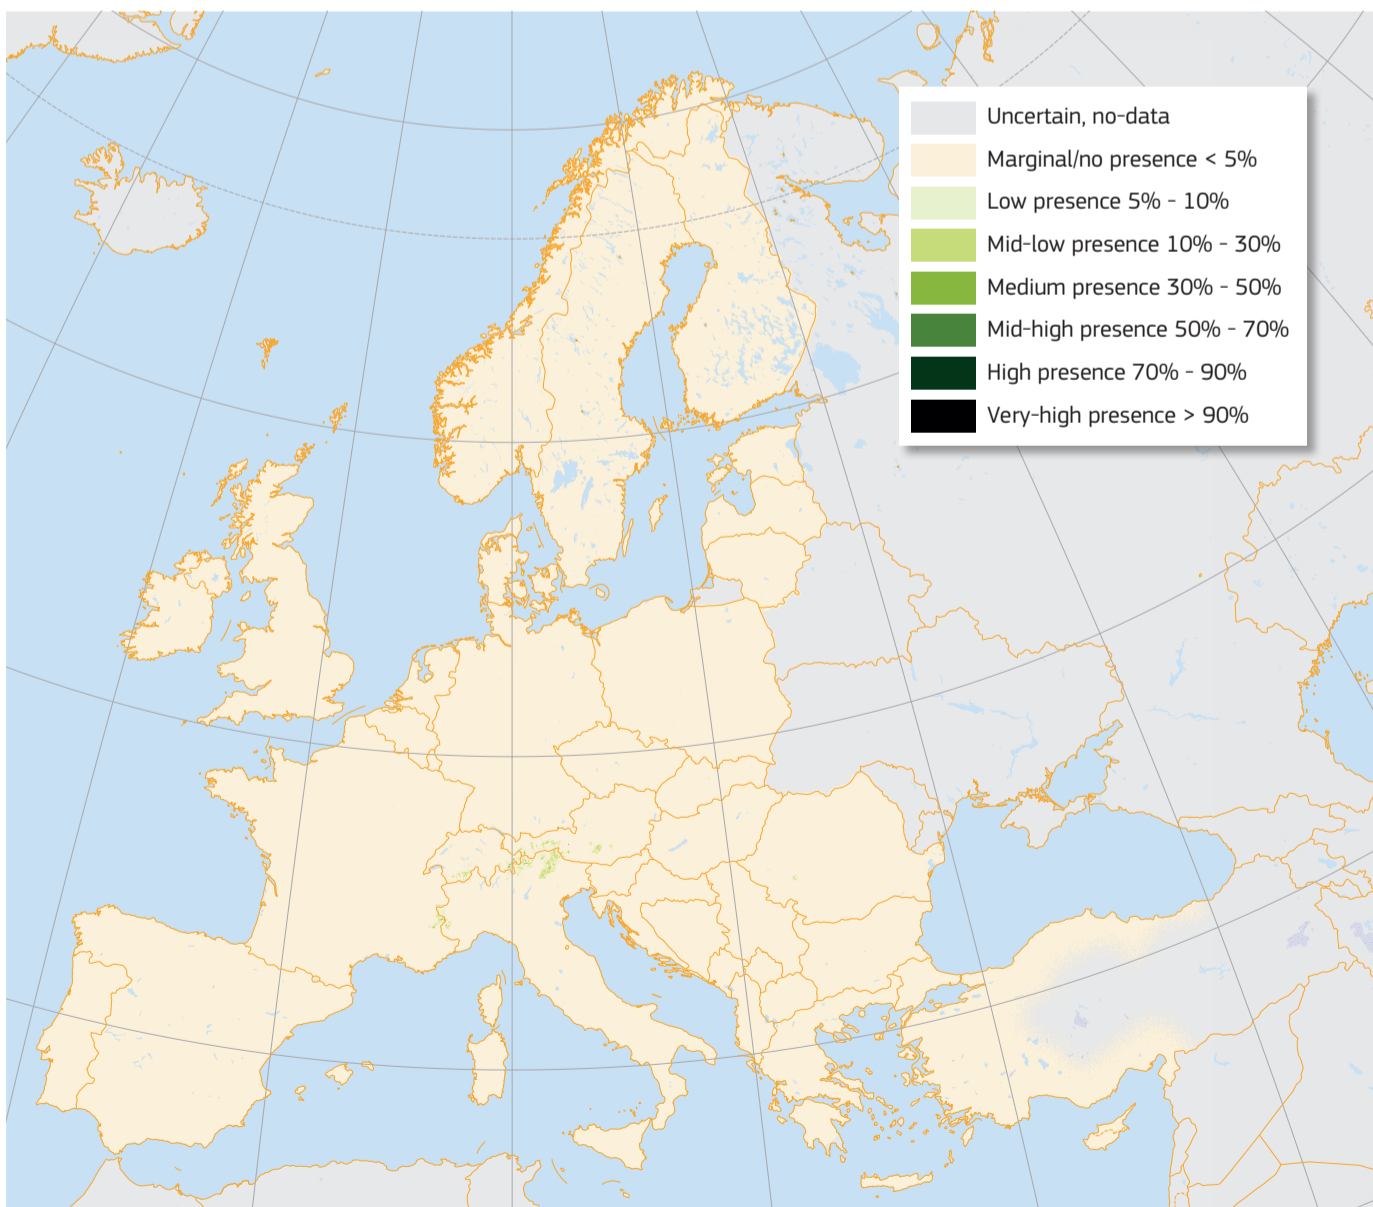 Uncertain, no-data
Marginal/no presence < 5%
Low presence 5% - 10%
Mid-low presence 10% - 30%
Medium presence 30% - 50%
Mid-high presence 50% - 70%
High presence 70% - 90%
Very-high presence > 90%